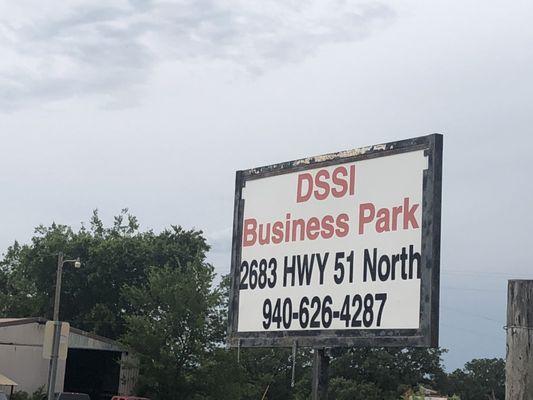 DSSI
Business Park
2683 HWY 51 North
940-626-4287